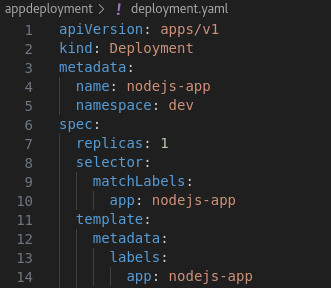 appdeployment > ! deployment.yaml
1 apiVersion: apps/v1
2 kind: Deployment
3 metadata:
4   name: nodejs-app
5   namespace: dev
6 spec:
7   replicas: 1
8   selector:
9     matchLabels:
10       app: nodejs-app
11   template:
12     metadata:
13       labels:
14         app: nodejs-app